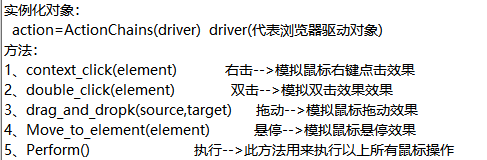 实例化对象：
action=ActionChains(driver) driver(代表浏览器驱动对象)
方法：
1、context_click(element) 右击-->模拟鼠标右键点击效果
2、double_click(element) 双击-->模拟双击效果效果
3、drag_and_dropk(source,target) 拖动-->模拟鼠标拖动效果
4、Move_to_element(element) 悬停-->模拟鼠标悬停效果
5、Perform() 执行-->此方法用来执行以上所有鼠标操作